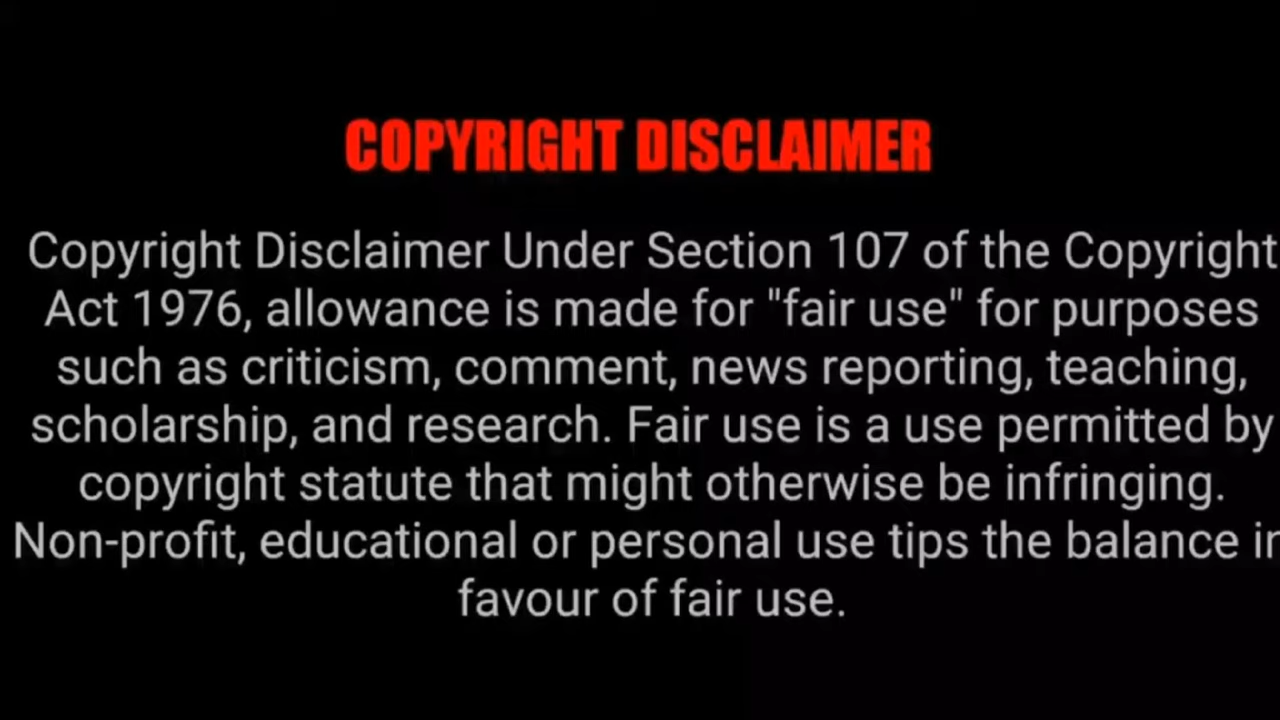 COPYRIGHT DISCLAIMER
Copyright Disclaimer Under Section 107 of the Copyright
Act 1976, allowance is made for "fair use" for purposes
such as criticism, comment, news reporting, teaching,
scholarship, and research. Fair use is a use permitted by
copyright statute that might otherwise be infringing.
Non-profit, educational or personal use tips the balance in
favour of fair use.